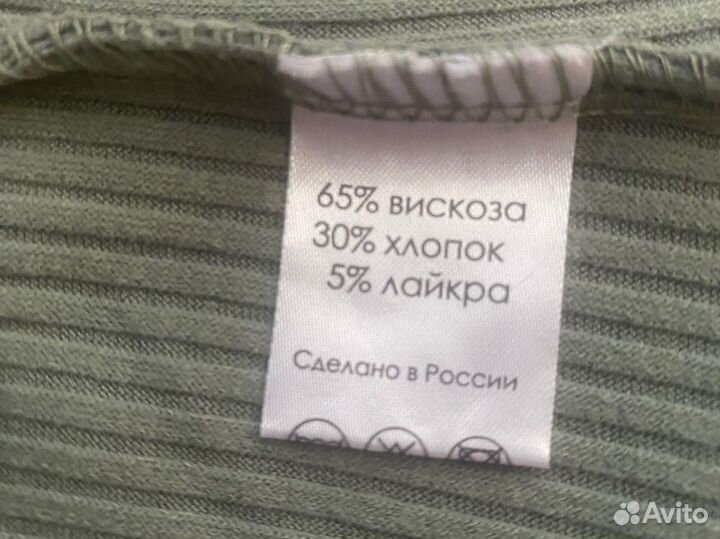 65% вискоза
30% хлопок
5% лайкра
Сделано в России
Avito